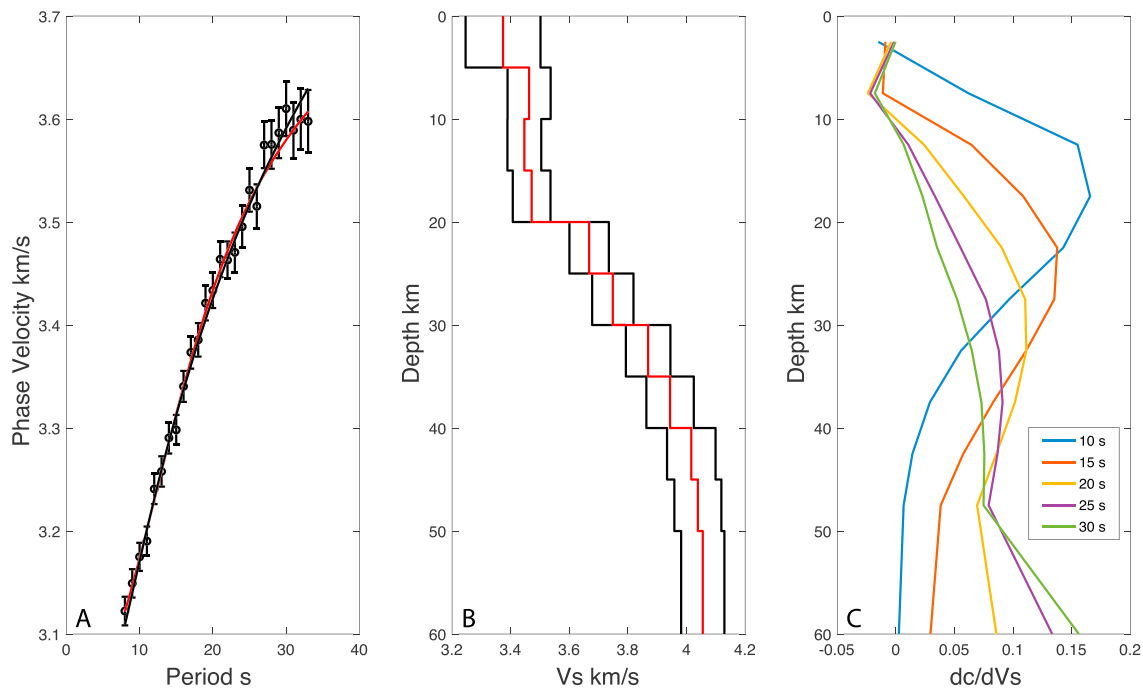 3.7
3.6
3.5
3.4
3.3
3.2
3.1
Phase Velocity km/s
A
0
10
20
30
40
Period s
0
10
20
30
40
50
60
Depth km
B
3.2
3.4
3.6
3.8
4
4.2
Vs km/s
0
10
20
30
40
50
60
Depth km
10 s
15 s
20 s
25 s
30 s
C
-0.05
0
0.05
0.1
0.15
0.2
dc/dVs